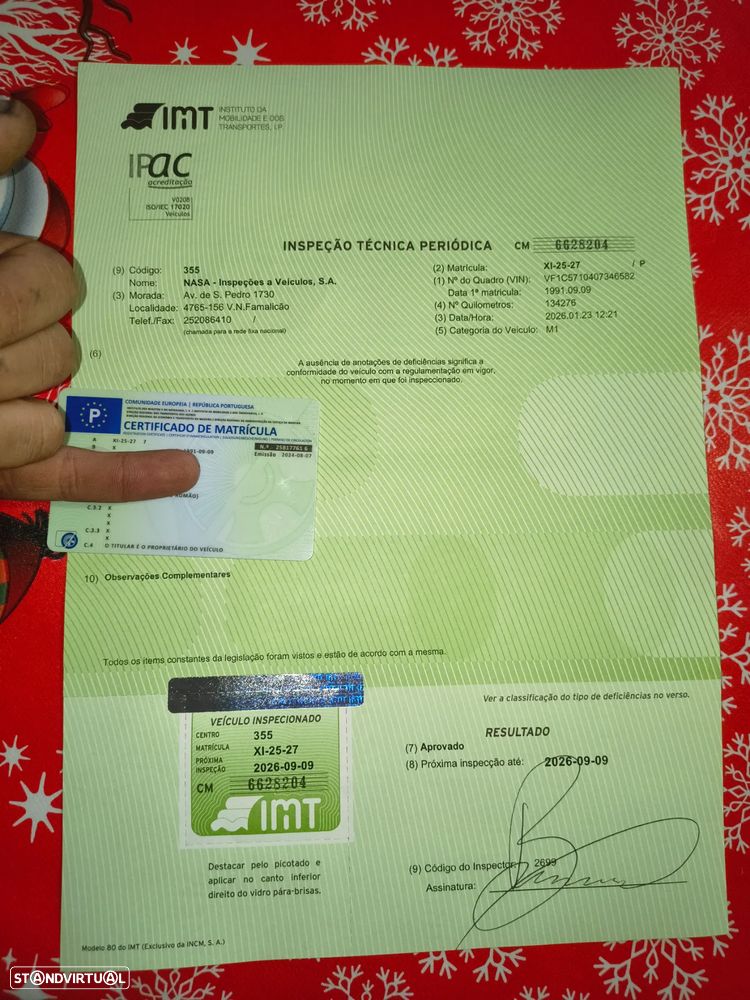 IMT INSTITUTO DA
MOBILIDADE E DOS
TRANSPORTES, I.P.
IPAC
acreditação
V0208
ISO/IEC 17020
Veículos
INSPEÇÃO TÉCNICA PERIÓDICA CM 6628204
(9) Código: 355
Nome: NASA - Inspeções a Veiculos, S.A.
(3) Morada: Av. de S. Pedro 1730
Localidade: 4765-156 V.N.Famalicão
Telef./Fax: 252086410 /
(chamada para a rede fixa nacional)
(2) Matrícula: XI-25-27 / P
(1) Nº do Quadro (VIN): VF1C5710407346582
Data 1ª matrícula: 1991.09.09
(4) Nº Quilometros: 134276
(3) Data/Hora: 2026.01.23 12:21
(5) Categoria do Veículo: M1
(6)
A ausência de anotações de deficiências significa a
conformidade do veículo com a regulamentação em vigor,
no momento em que foi inspeccionado.
P
COMUNIDADE EUROPEIA | REPÚBLICA PORTUGUESA
CERTIFICADO DE MATRÍCULA
A XI-25-27 7
N.º 25817761 6
B X
1991-09-09
Emissão 2024-08-07
ROMÃO)
C.3.2 X
X
X
C.3.3 X
X
C.4 O TITULAR É O PROPRIETÁRIO DO VEÍCULO
10) Observações Complementares
Todos os items constantes da legislação foram vistos e estão de acordo com a mesma.
Ver a classificação do tipo de deficiências no verso.
VEÍCULO INSPECIONADO
CENTRO 355
MATRÍCULA XI-25-27
PRÓXIMA
INSPEÇÃO 2026-09-09
CM 6628204
IMT
RESULTADO
(7) Aprovado
(8) Próxima inspecção até: 2026-09-09
Destacar pelo picotado e
aplicar no canto inferior
direito do vidro pára-brisas.
(9) Código do Inspector: 2699
Assinatura:
Modelo 80 do IMT (Exclusivo da INCM, S. A.)
STANDVIRTUAL